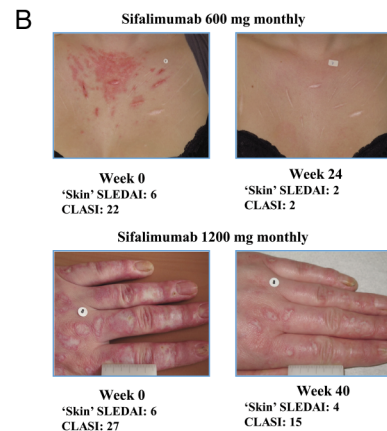 B
Sifalimumab 600 mg monthly
Week 0
'Skin' SLEDAI: 6
CLASI: 22
Week 24
'Skin' SLEDAI: 2
CLASI: 2
Sifalimumab 1200 mg monthly
Week 0
'Skin' SLEDAI: 6
CLASI: 27
Week 40
'Skin' SLEDAI: 4
CLASI: 15